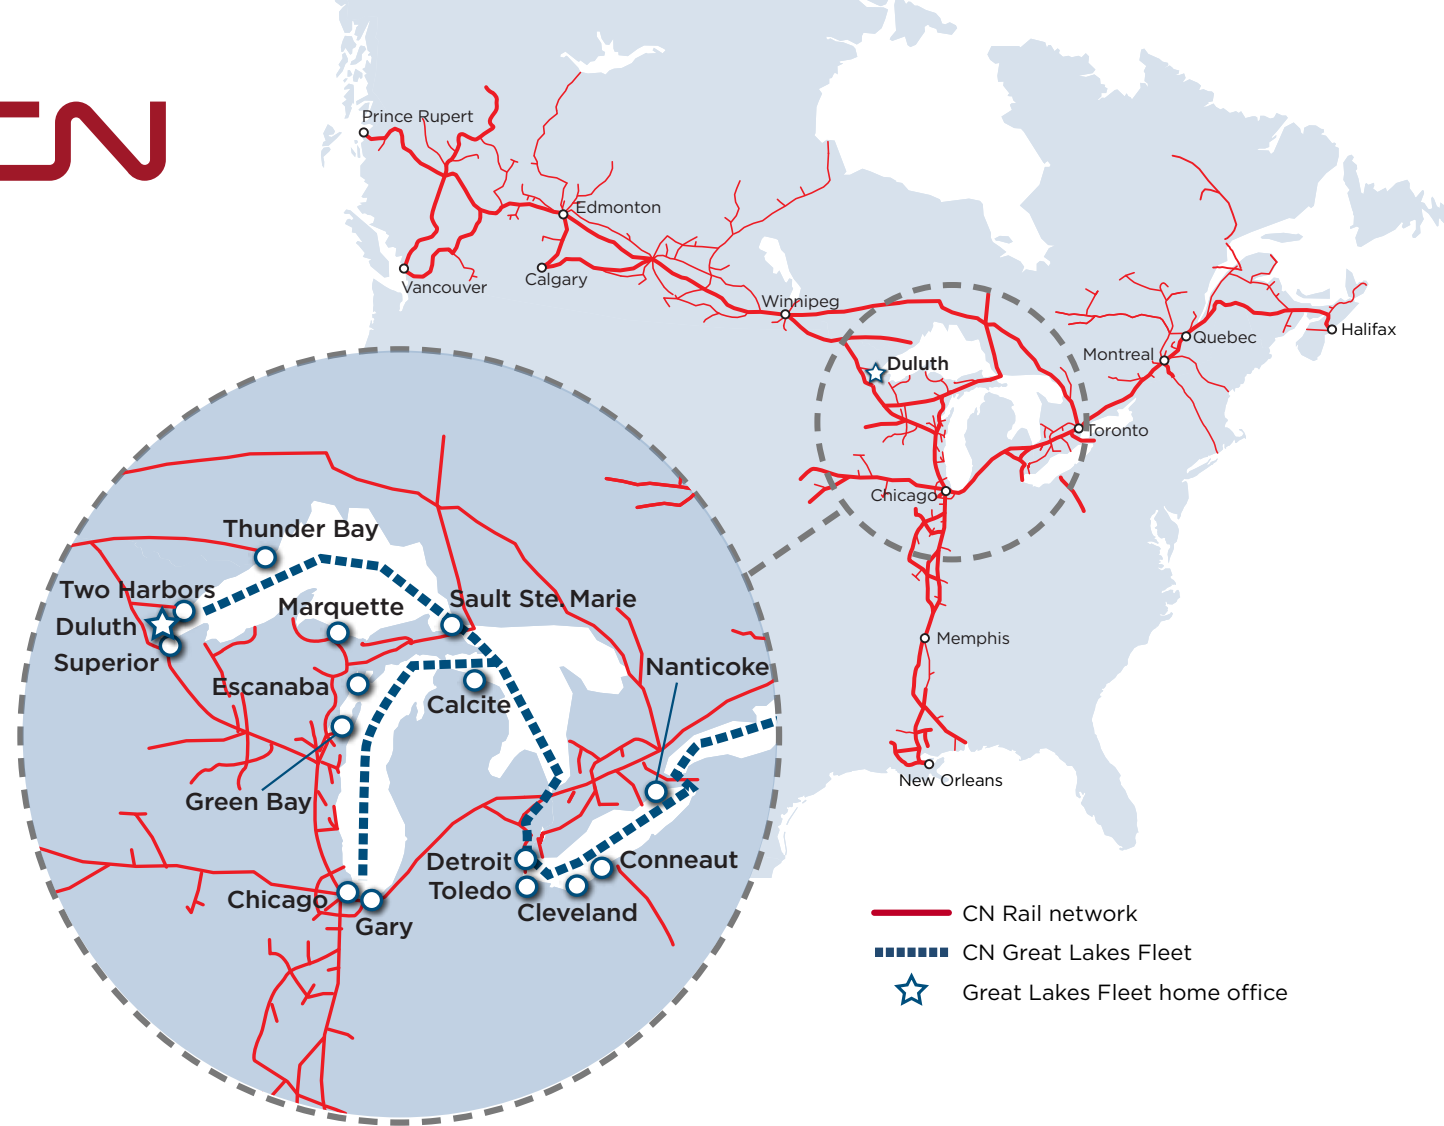 CN
Prince Rupert
Edmonton
Vancouver
Calgary
Winnipeg
Duluth
Halifax
Quebec
Montreal
Toronto
Chicago
Memphis
New Orleans
Thunder Bay
Two Harbors
Duluth
Superior
Marquette
Sault Ste. Marie
Nanticoke
Escanaba
Calcite
Green Bay
Detroit
Toledo
Conneaut
Cleveland
Chicago
Gary
CN Rail network
CN Great Lakes Fleet
Great Lakes Fleet home office